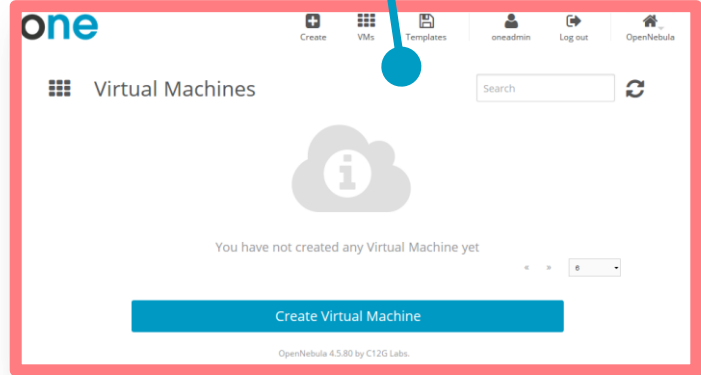 one
Create VMs Templates oneadmin Log out OpenNebula
Virtual Machines Search
i
You have not created any Virtual Machine yet
« » 6
Create Virtual Machine
OpenNebula 4.5.80 by C12G Labs.